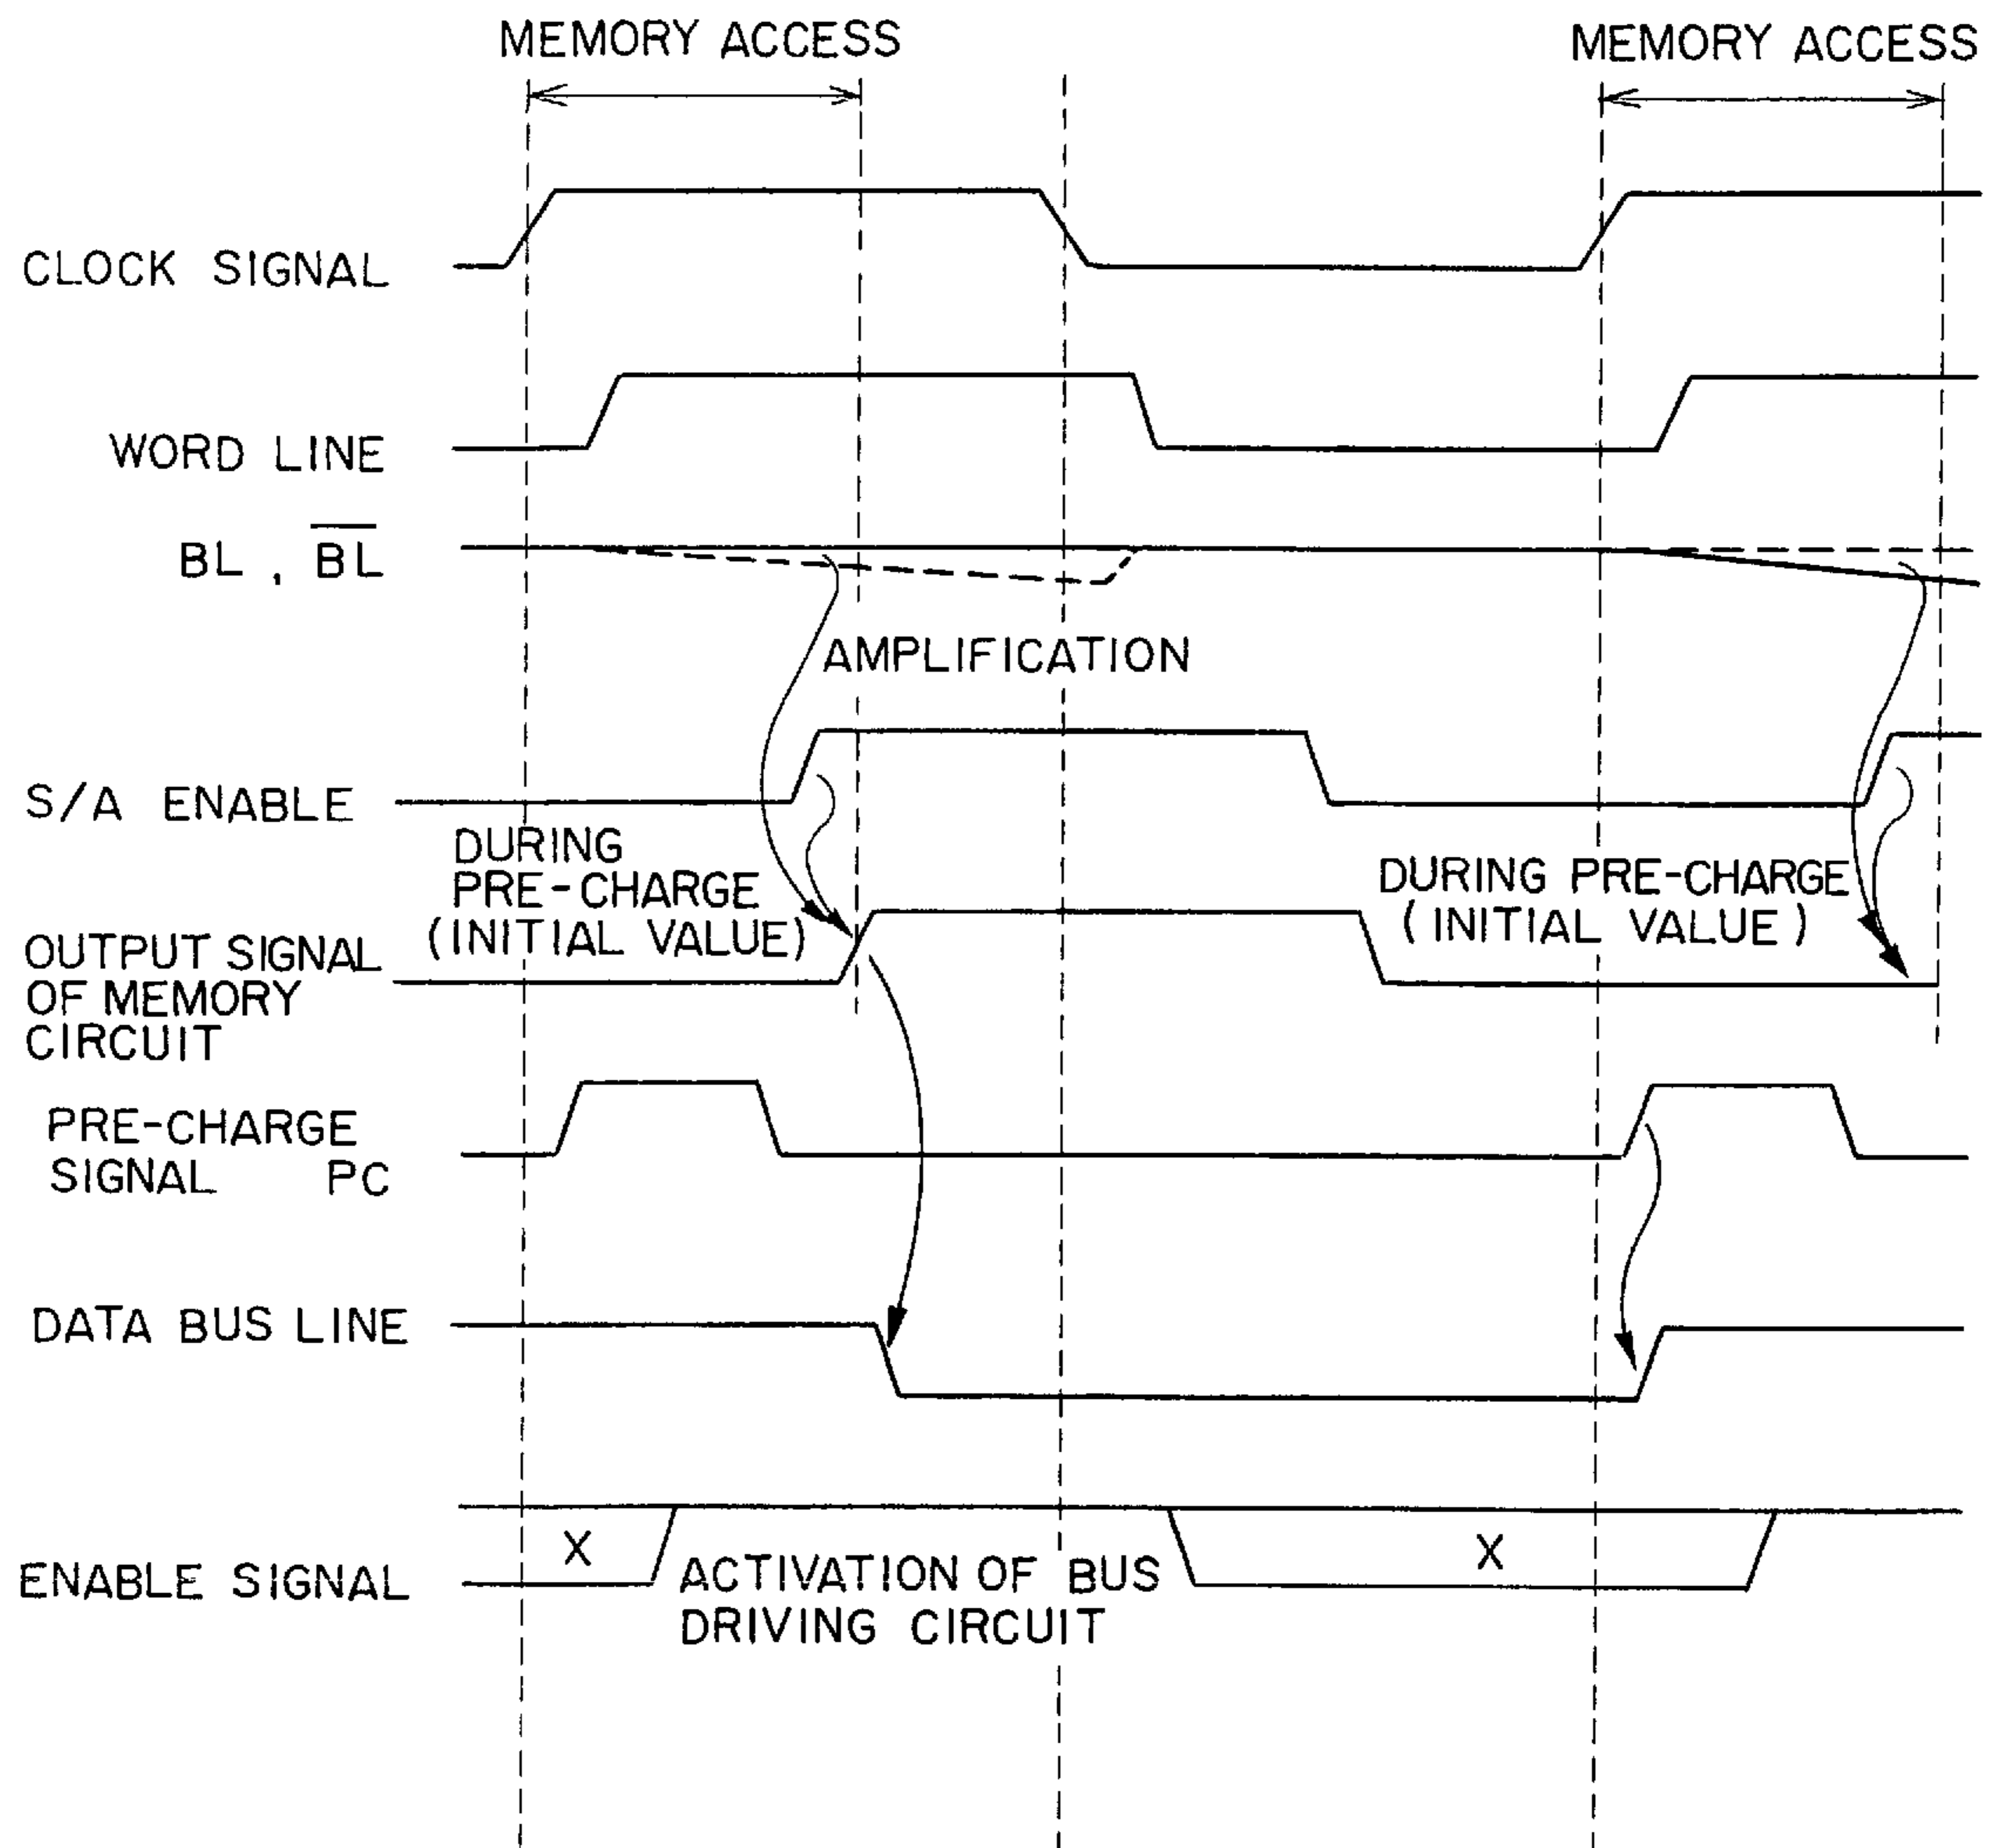 MEMORY ACCESS
MEMORY ACCESS
CLOCK SIGNAL
WORD LINE
BL , B̅L̅
AMPLIFICATION
S/A ENABLE
DURING
PRE-CHARGE
(INITIAL VALUE)
DURING PRE-CHARGE
(INITIAL VALUE)
OUTPUT SIGNAL
OF MEMORY
CIRCUIT
PRE-CHARGE
SIGNAL PC
DATA BUS LINE
X
X
ENABLE SIGNAL
ACTIVATION OF BUS
DRIVING CIRCUIT